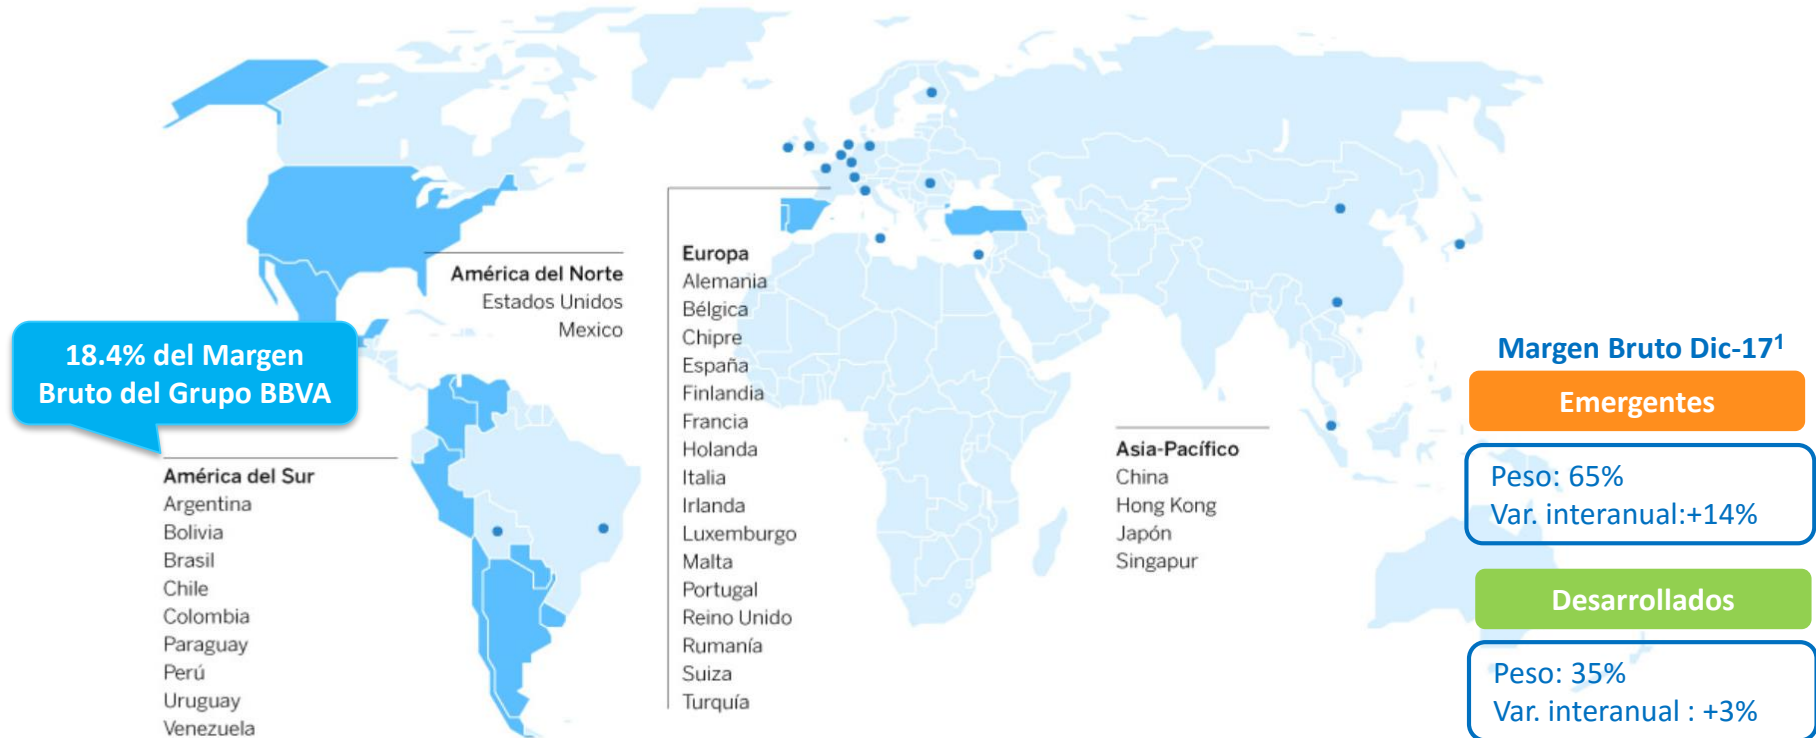 América del Norte
Estados Unidos
Mexico
18.4% del Margen
Bruto del Grupo BBVA
América del Sur
Argentina
Bolivia
Brasil
Chile
Colombia
Paraguay
Perú
Uruguay
Venezuela
Europa
Alemania
Bélgica
Chipre
España
Finlandia
Francia
Holanda
Italia
Irlanda
Luxemburgo
Malta
Portugal
Reino Unido
Rumanía
Suiza
Turquía
Asia-Pacífico
China
Hong Kong
Japón
Singapur
Margen Bruto Dic-17¹
Emergentes
Peso: 65%
Var. interanual:+14%
Desarrollados
Peso: 35%
Var. interanual : +3%